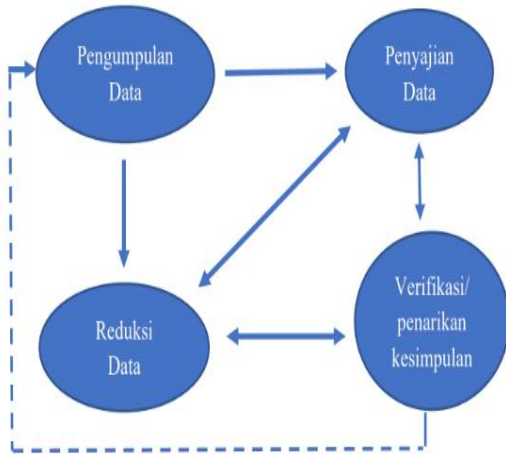 Pengumpulan
Data
Penyajian
Data
Reduksi
Data
Verifikasi/
penarikan
kesimpulan